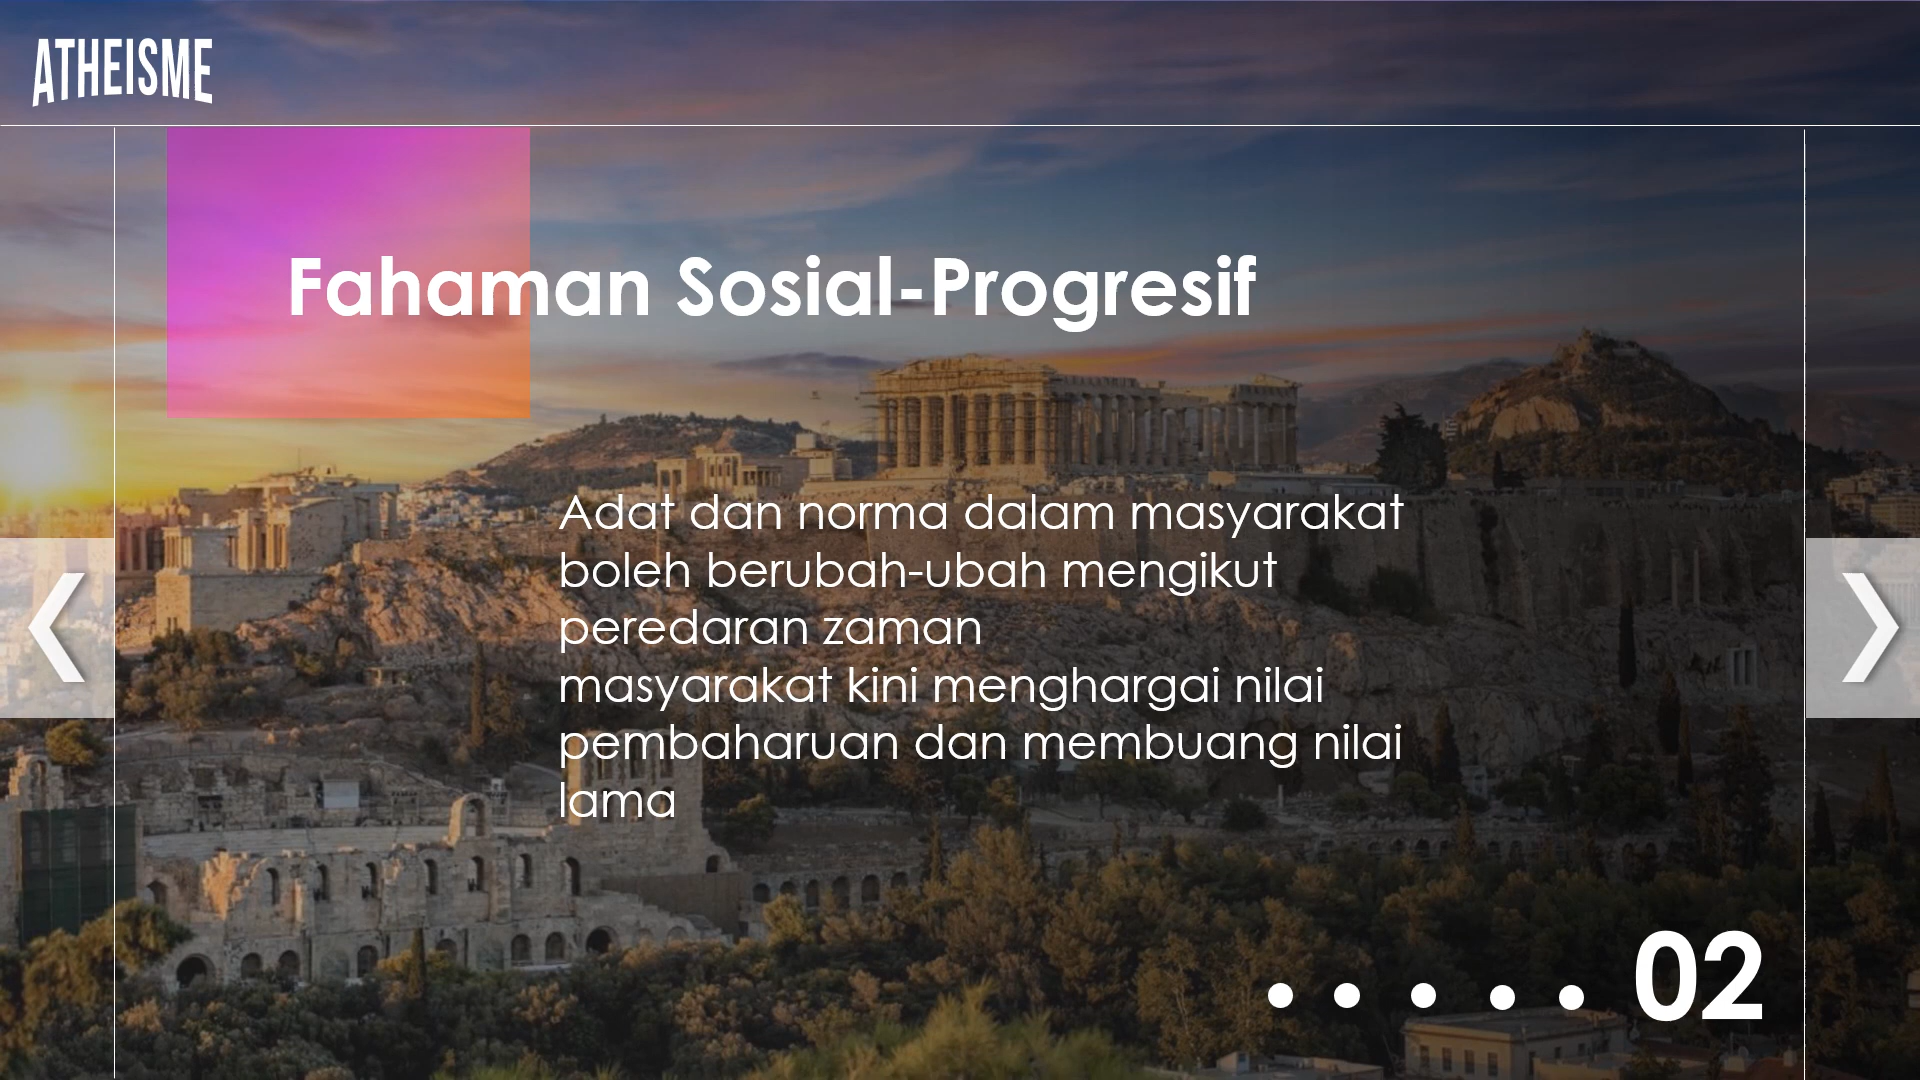 ATHEISME
Fahaman Sosial-Progresif
Adat dan norma dalam masyarakat
boleh berubah-ubah mengikut
peredaran zaman
masyarakat kini menghargai nilai
pembaharuan dan membuang nilai
lama
02